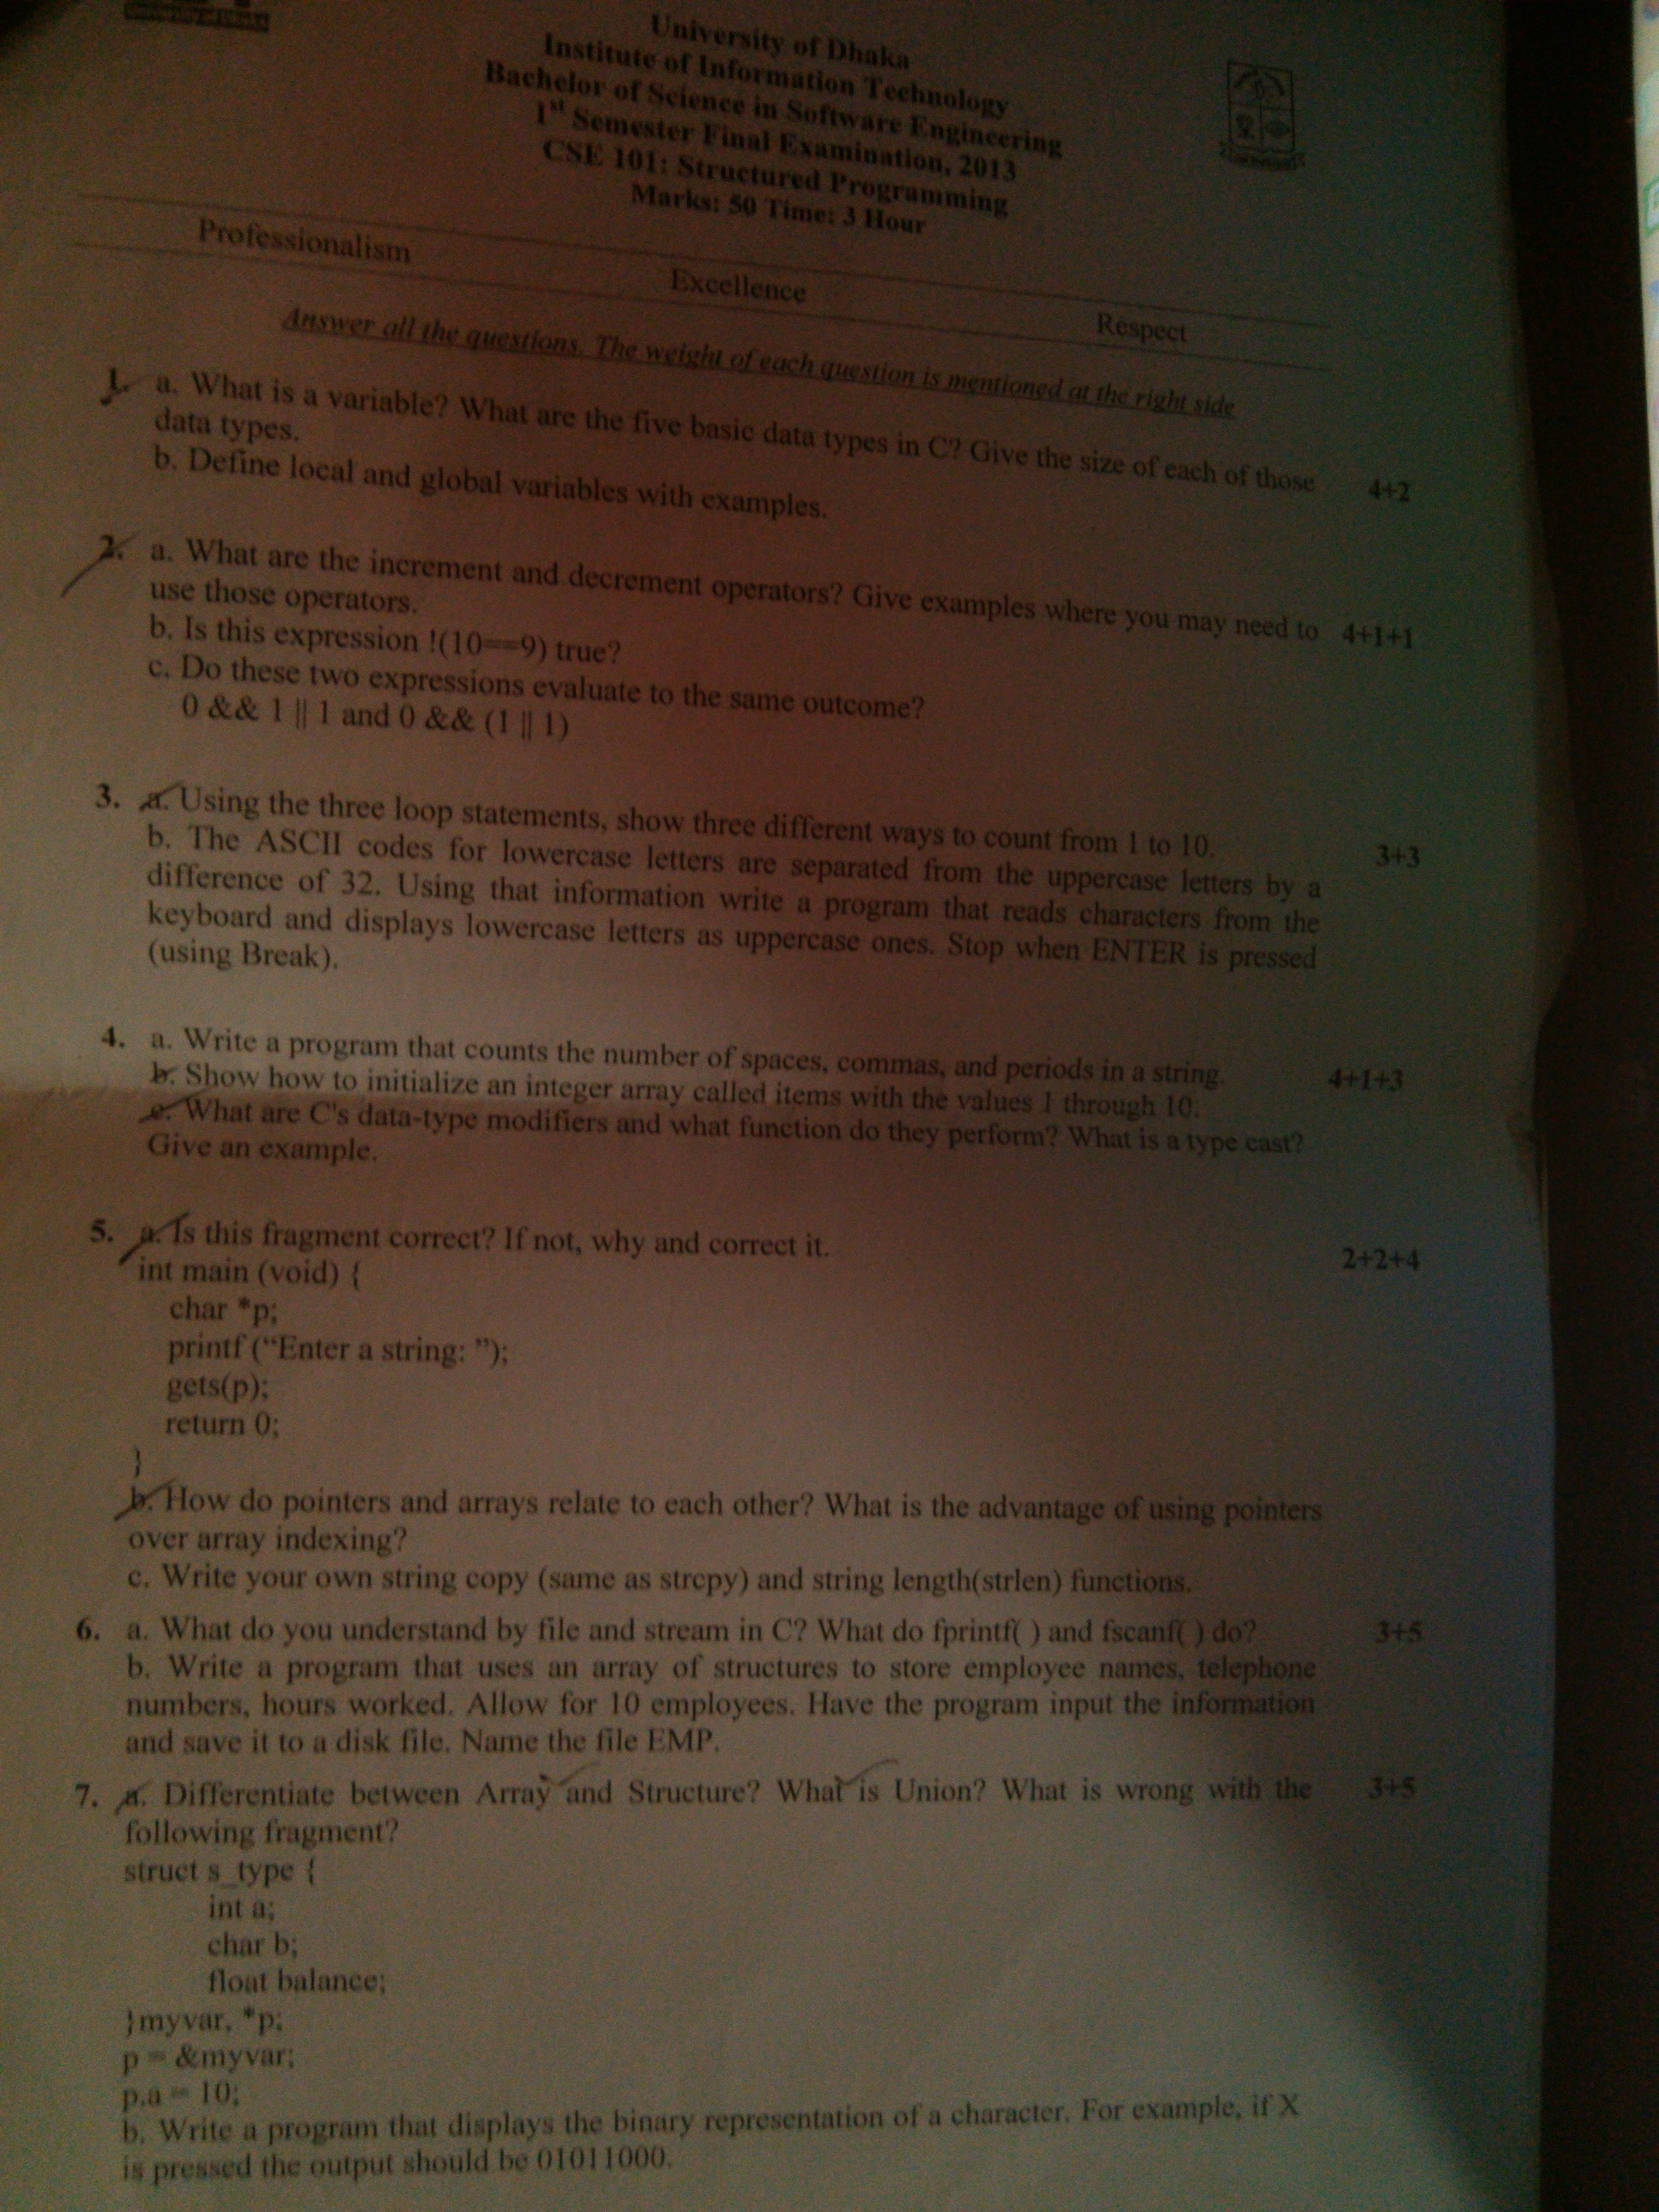 University of Dhaka
Institute of Information Technology
Bachelor of Science in Software Engineering
1st Semester Final Examination, 2013
CSE 101: Structured Programming
Marks: 50 Time: 3 Hour
Professionalism Excellence Respect
Answer all the questions. The weight of each question is mentioned at the right side
1. a. What is a variable? What are the five basic data types in C? Give the size of each of those 4+2
data types.
b. Define local and global variables with examples.
2. a. What are the increment and decrement operators? Give examples where you may need to 4+1+1
use those operators.
b. Is this expression !(10==9) true?
c. Do these two expressions evaluate to the same outcome?
0 && 1 || 1 and 0 && (1 || 1)
3. a. Using the three loop statements, show three different ways to count from 1 to 10. 3+3
b. The ASCII codes for lowercase letters are separated from the uppercase letters by a
difference of 32. Using that information write a program that reads characters from the
keyboard and displays lowercase letters as uppercase ones. Stop when ENTER is pressed
(using Break).
4. a. Write a program that counts the number of spaces, commas, and periods in a string. 4+1+3
b. Show how to initialize an integer array called items with the values 1 through 10.
c. What are C's data-type modifiers and what function do they perform? What is a type cast?
Give an example.
5. a. Is this fragment correct? If not, why and correct it. 2+2+4
int main (void) {
char *p;
printf ("Enter a string: ");
gets(p);
return 0;
}
b. How do pointers and arrays relate to each other? What is the advantage of using pointers
over array indexing?
c. Write your own string copy (same as strcpy) and string length(strlen) functions.
6. a. What do you understand by file and stream in C? What do fprintf( ) and fscanf( ) do? 3+5
b. Write a program that uses an array of structures to store employee names, telephone
numbers, hours worked. Allow for 10 employees. Have the program input the information
and save it to a disk file. Name the file EMP.
7. a. Differentiate between Array and Structure? What is Union? What is wrong with the 3+5
following fragment?
struct s_type {
int a;
char b;
float balance;
}myvar, *p;
p = &myvar;
p.a = 10;
b. Write a program that displays the binary representation of a character. For example, if X
is pressed the output should be 01011000.